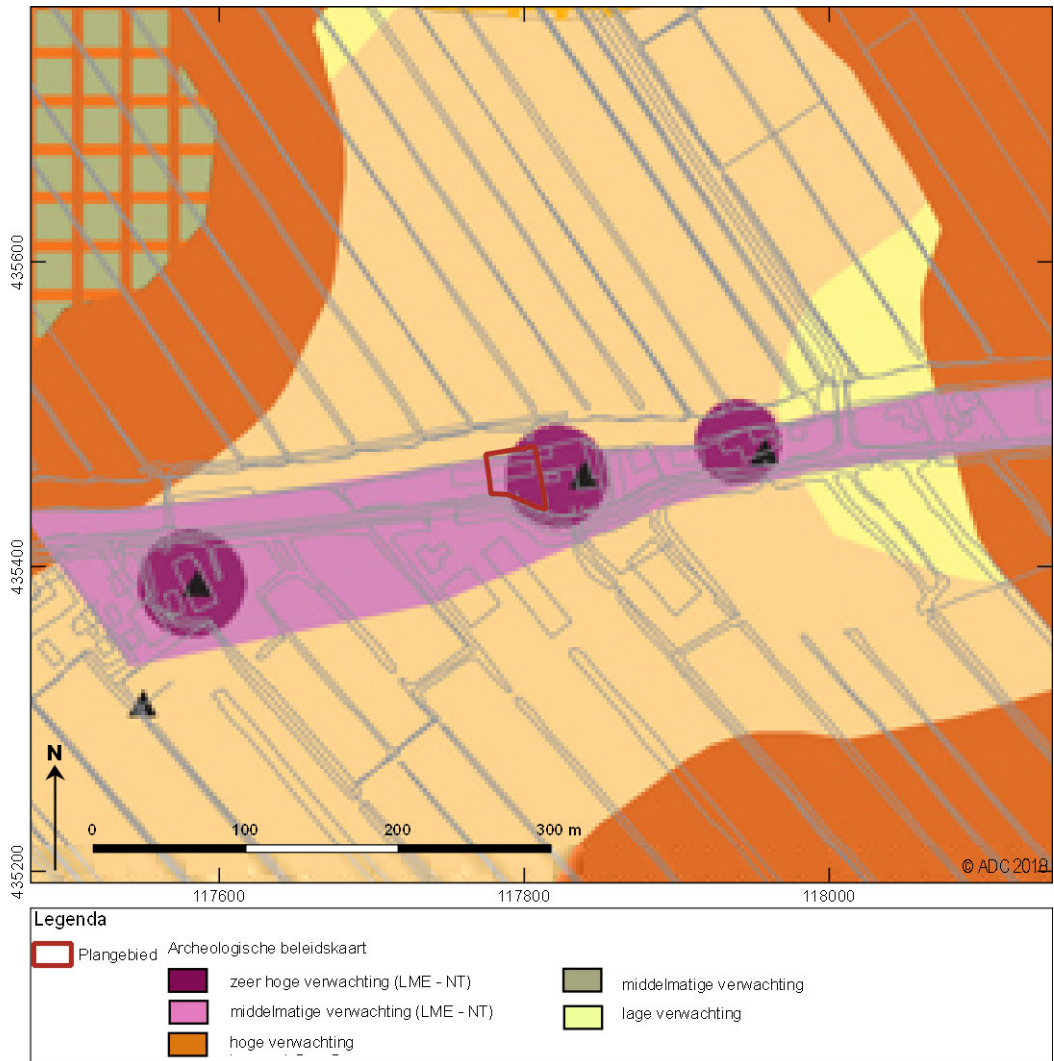 435600
435400
435200
N
0 100 200 300 m
© ADC 2018
117600 117800 118000
Legenda
Plangebied
Archeologische beleidskaart
zeer hoge verwachting (LME - NT)
middelmatige verwachting (LME - NT)
hoge verwachting
middelmatige verwachting
lage verwachting